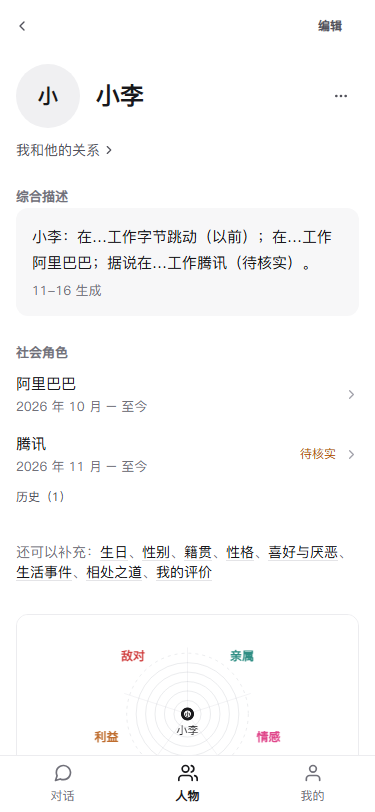 编辑
小
小李
我和他的关系
综合描述
小李：在...工作字节跳动（以前）；在...工作
阿里巴巴；据说在...工作腾讯（待核实）。
11-16 生成
社会角色
阿里巴巴
2026 年 10 月 — 至今
腾讯
2026 年 11 月 — 至今
待核实
历史（1）
还可以补充：生日、性别、籍贯、性格、喜好与厌恶、
生活事件、相处之道、我的评价
敌对
亲属
小李
利益
情感
对话
人物
我的